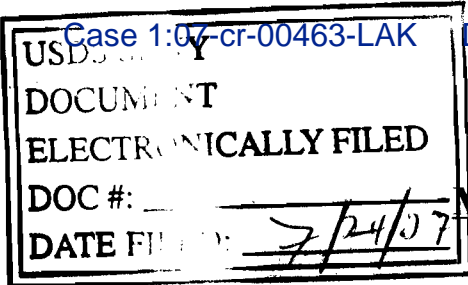 Case 1:07-cr-00463-LAK
DOCUMENT
ELECTRONICALLY FILED
DOC #:
DATE FILED: 7/24/07